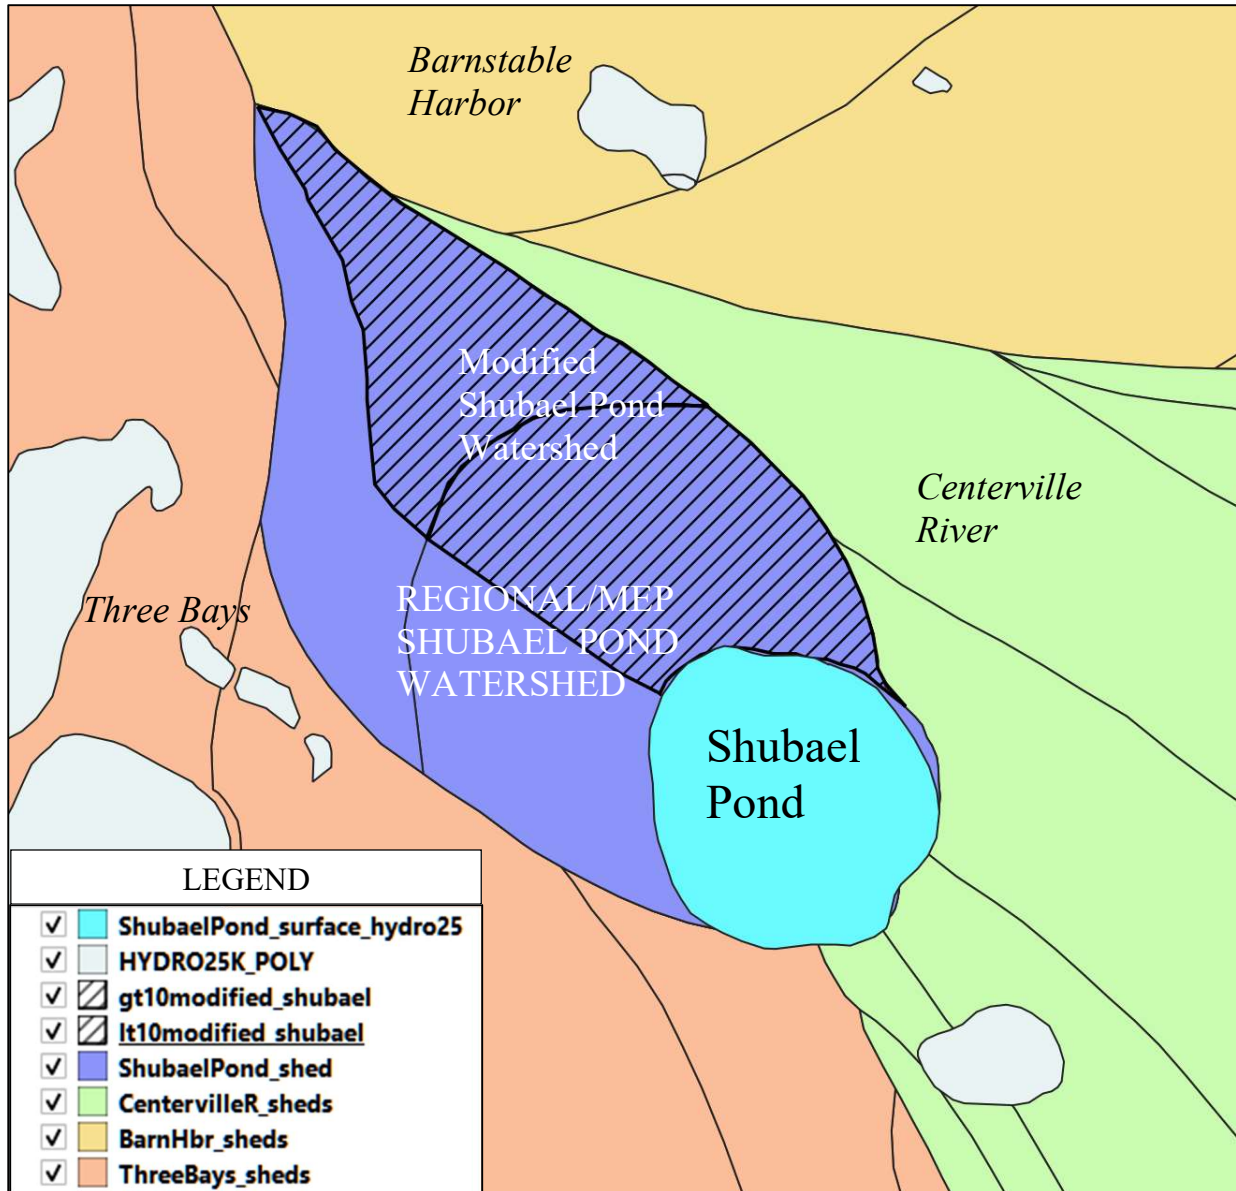 Barnstable
Harbor
Modified
Shubael Pond
Watershed
Centerville
River
Three Bays
REGIONAL/MEP
SHUBAEL POND
WATERSHED
Shubael
Pond
LEGEND
ShubaelPond_surface_hydro25
HYDRO25K_POLY
gt10modified_shubael
lt10modified_shubael
ShubaelPond_shed
CentervilleR_sheds
BarnHbr_sheds
ThreeBays_sheds